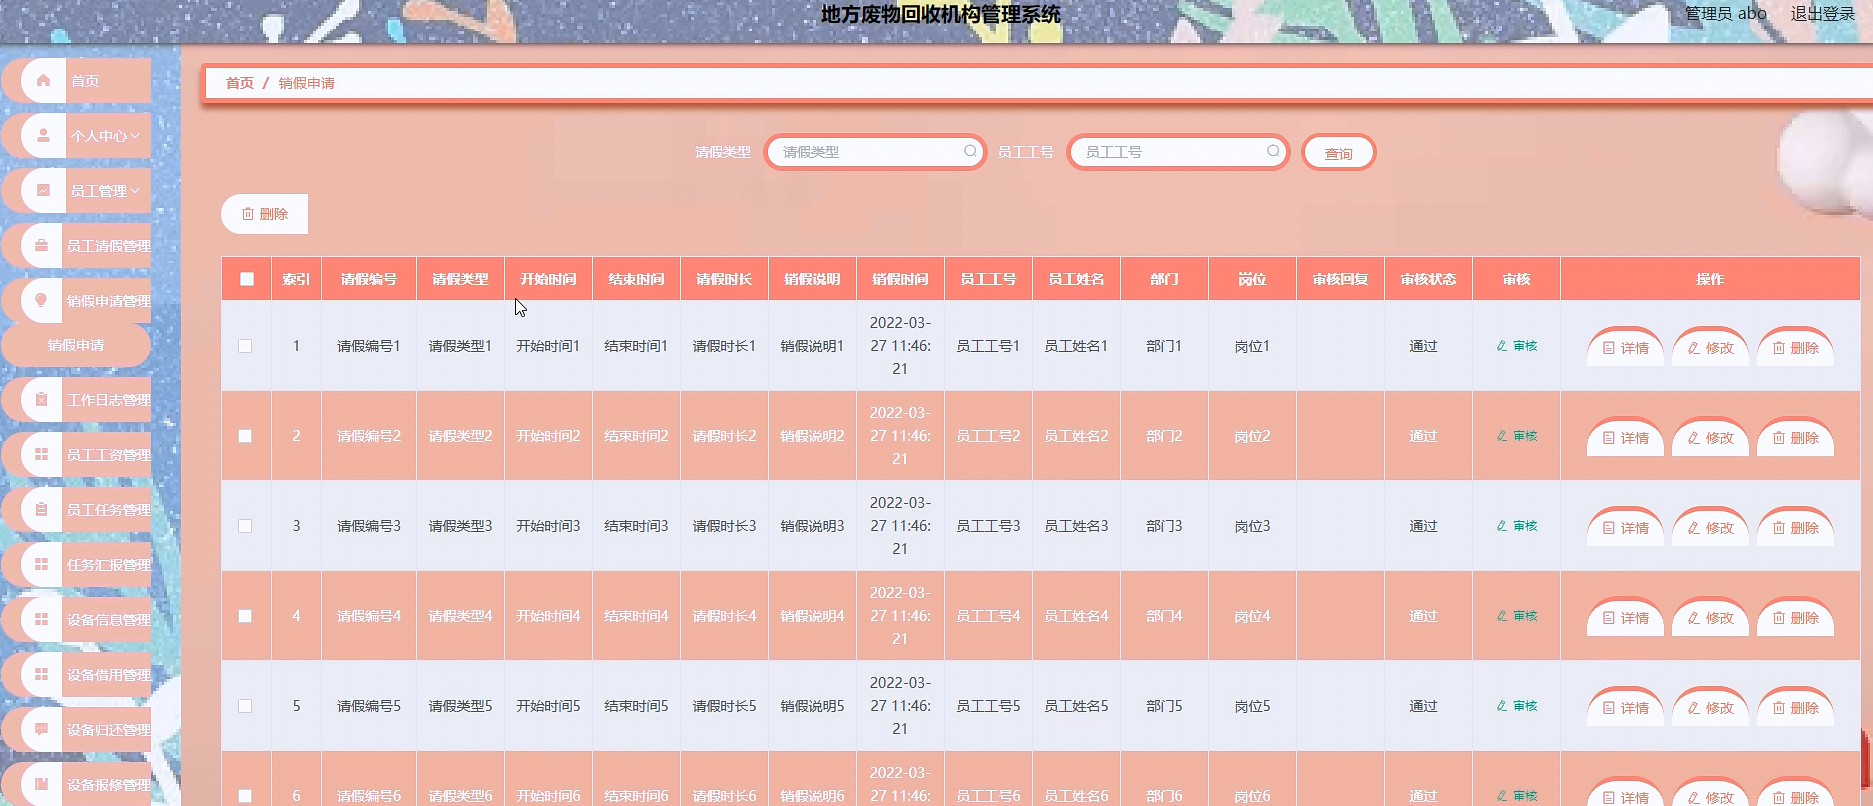 地方废物回收机构管理系统
管理员 abo 退出登录
首页
个人中心
员工管理
员工请假管理
销假申请管理
销假申请
工作日志管理
员工工资管理
员工任务管理
任务汇报管理
设备信息管理
设备借用管理
设备归还管理
设备报修管理
首页 / 销假申请
请假类型 请假类型 员工工号 员工工号 查询
删除
索引 请假编号 请假类型 开始时间 结束时间 请假时长 销假说明 销假时间 员工工号 员工姓名 部门 岗位 审核回复 审核状态 审核 操作
1 请假编号1 请假类型1 开始时间1 结束时间1 请假时长1 销假说明1 2022-03-27 11:46:21 员工工号1 员工姓名1 部门1 岗位1 通过 审核 详情 修改 删除
2 请假编号2 请假类型2 开始时间2 结束时间2 请假时长2 销假说明2 2022-03-27 11:46:21 员工工号2 员工姓名2 部门2 岗位2 通过 审核 详情 修改 删除
3 请假编号3 请假类型3 开始时间3 结束时间3 请假时长3 销假说明3 2022-03-27 11:46:21 员工工号3 员工姓名3 部门3 岗位3 通过 审核 详情 修改 删除
4 请假编号4 请假类型4 开始时间4 结束时间4 请假时长4 销假说明4 2022-03-27 11:46:21 员工工号4 员工姓名4 部门4 岗位4 通过 审核 详情 修改 删除
5 请假编号5 请假类型5 开始时间5 结束时间5 请假时长5 销假说明5 2022-03-27 11:46:21 员工工号5 员工姓名5 部门5 岗位5 通过 审核 详情 修改 删除
6 请假编号6 请假类型6 开始时间6 结束时间6 请假时长6 销假说明6 2022-03-27 11:46: 员工工号6 员工姓名6 部门6 岗位6 通过 审核 详情 修改 删除